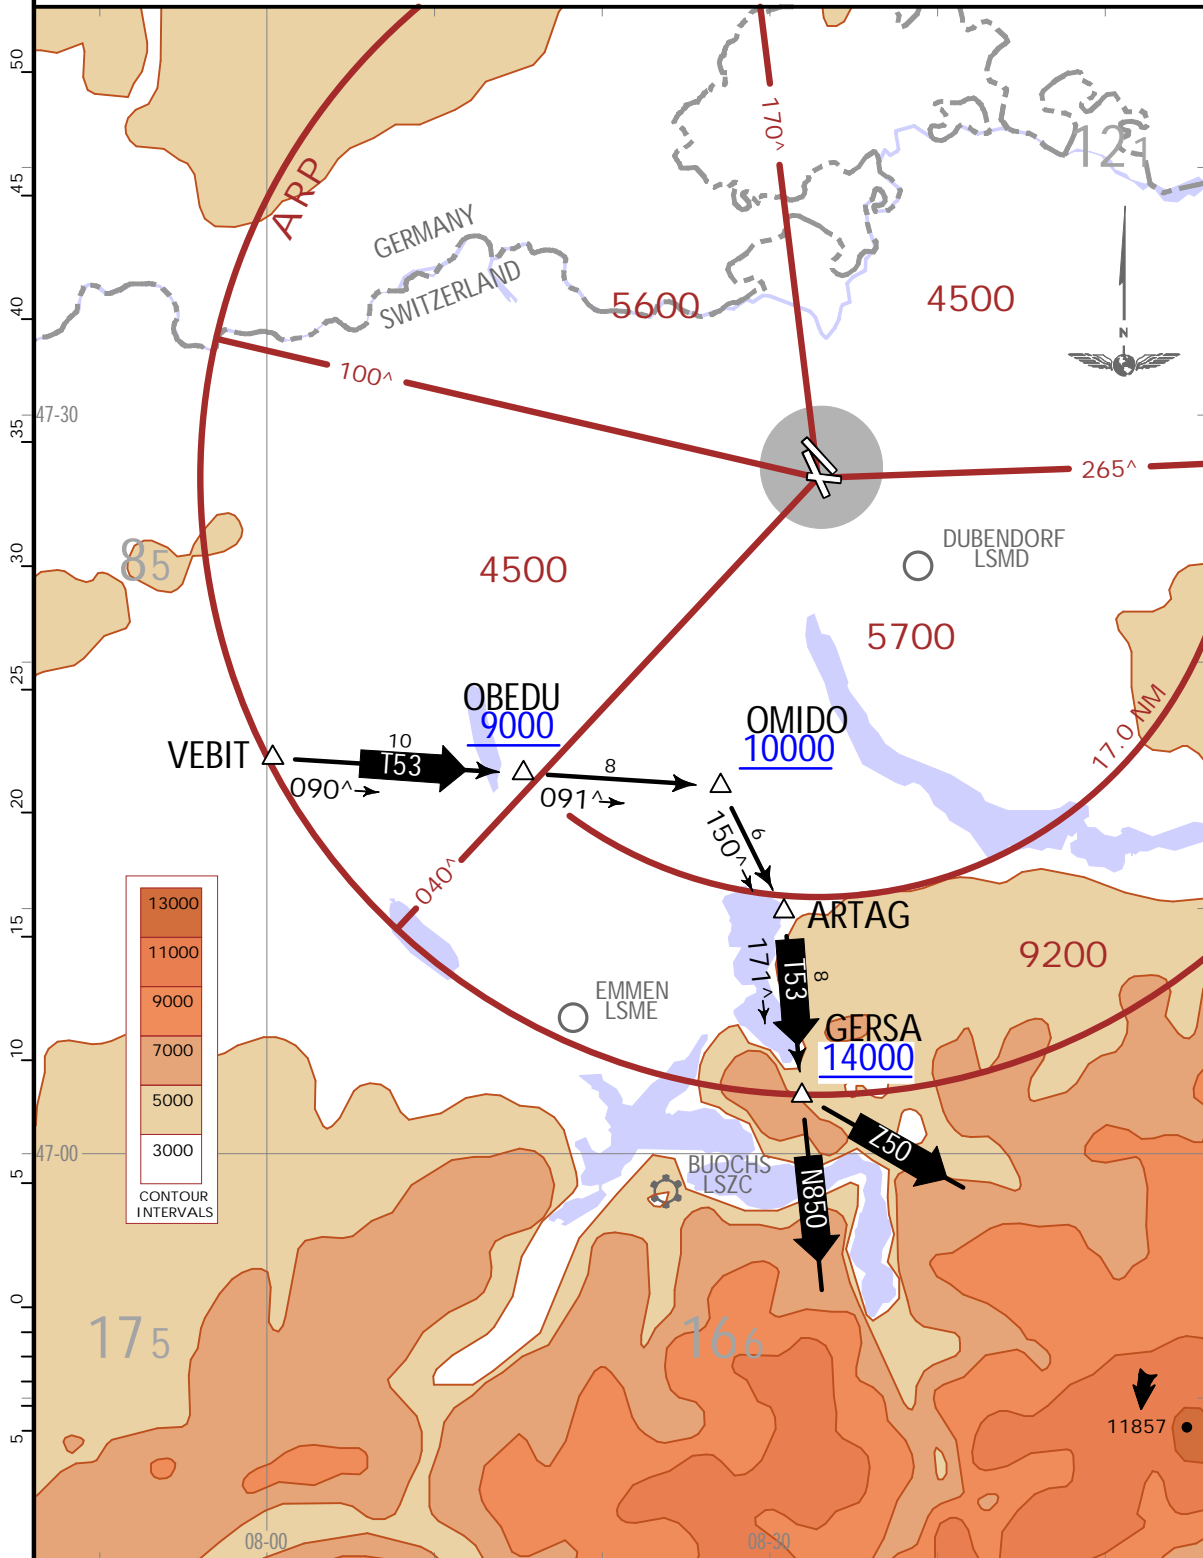 50
45
40
35
30
25
20
15
10
5
0
5
47-30
47-00
08-00
08-30
ARP
GERMANY
SWITZERLAND
170^
121
5600
4500
N
100^
265^
DUBENDORF
LSMD
85
4500
5700
17.0 NM
OBEDU
9000
OMIDO
10000
VEBIT
10
T53
090^
8
091^
6
150^
040^
ARTAG
9200
171^
T53
8
EMMEN
LSME
GERSA
14000
13000
11000
9000
7000
5000
3000
CONTOUR
INTERVALS
Z50
BUOCHS
LSZC
N850
175
166
11857